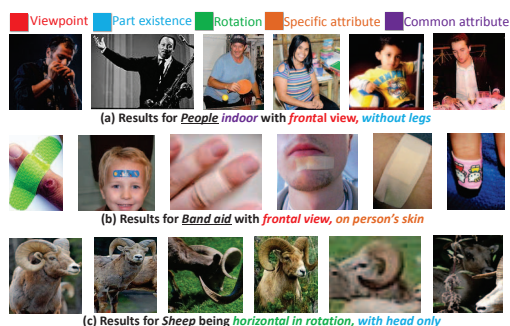 Viewpoint Part existence Rotation Specific attribute Common attribute
(a) Results for People indoor with frontal view, without legs
(b) Results for Band aid with frontal view, on person's skin
(c) Results for Sheep being horizontal in rotation, with head only